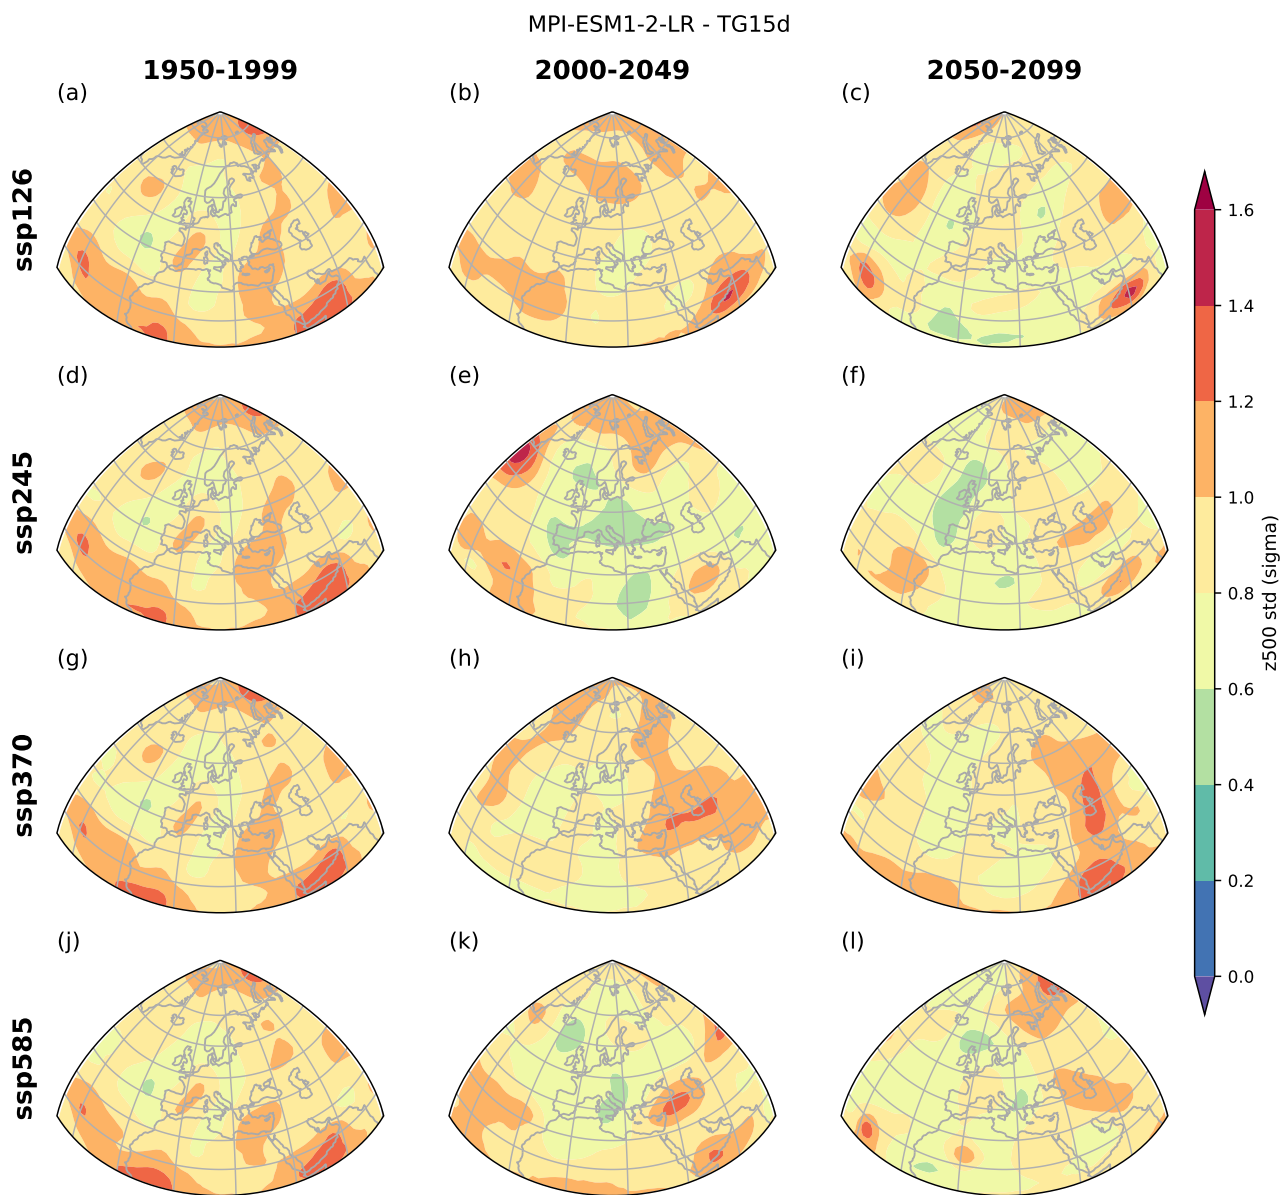 MPI-ESM1-2-LR - TG15d
1950-1999
2000-2049
2050-2099
(a)
(b)
(c)
ssp126
(d)
(e)
(f)
ssp245
(g)
(h)
(i)
ssp370
(j)
(k)
(l)
ssp585
1.6
1.4
1.2
1.0
0.8
0.6
0.4
0.2
0.0
z500 std (sigma)